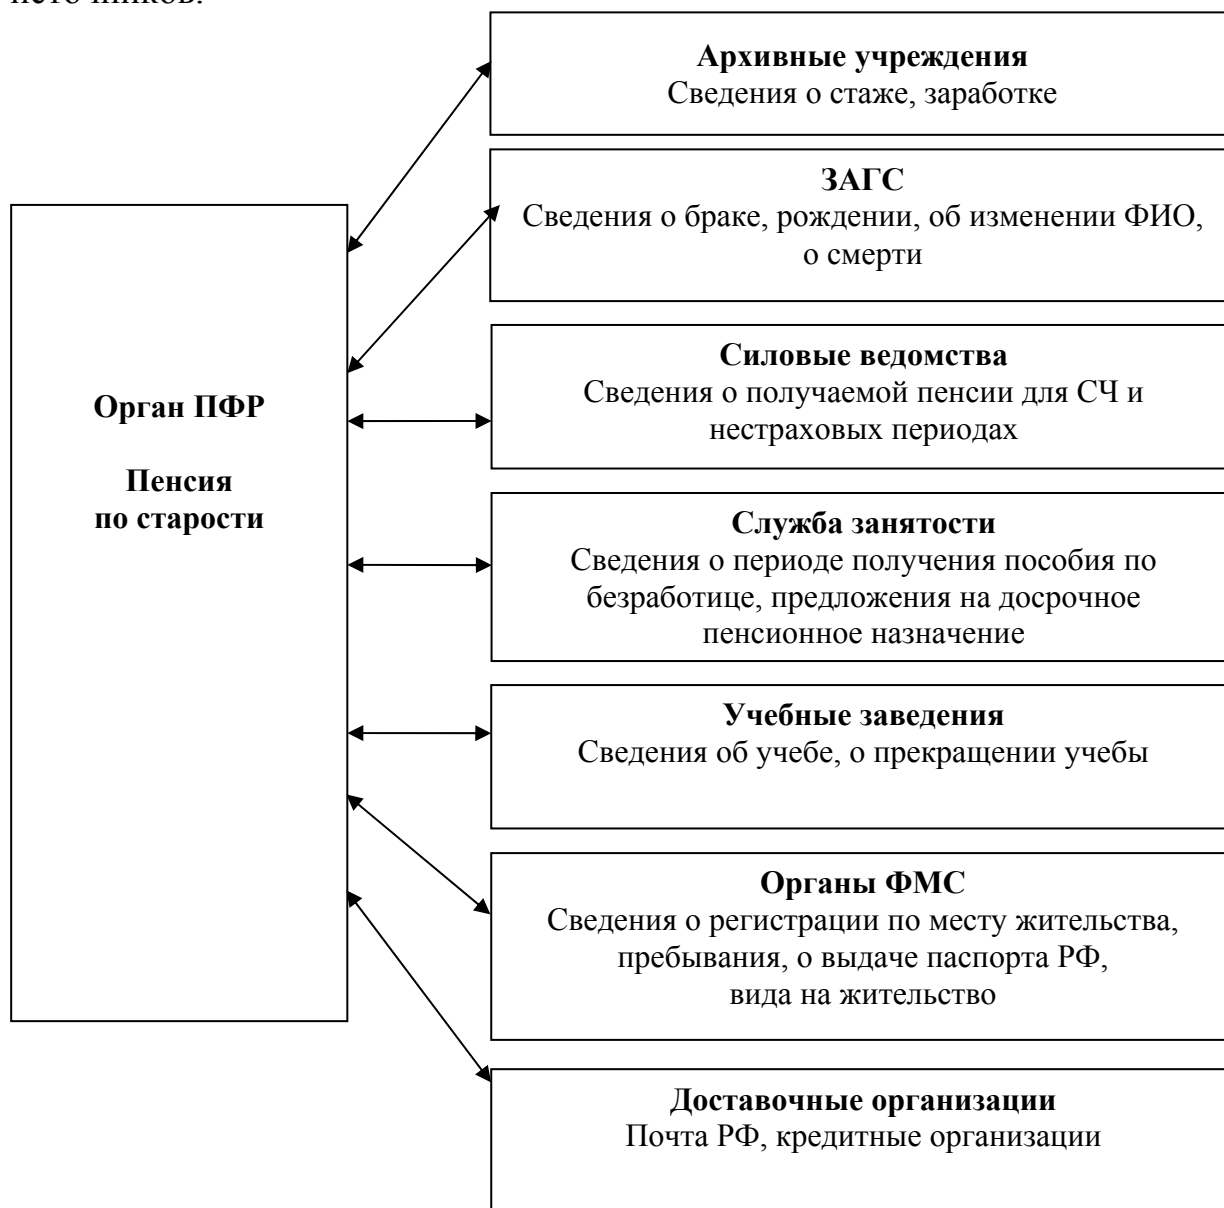 источников.
Архивные учреждения
Сведения о стаже, заработке
ЗАГС
Сведения о браке, рождении, об изменении ФИО,
о смерти
Орган ПФР
Пенсия
по старости
Силовые ведомства
Сведения о получаемой пенсии для СЧ и
нестраховых периодах
Служба занятости
Сведения о периоде получения пособия по
безработице, предложения на досрочное
пенсионное назначение
Учебные заведения
Сведения об учебе, о прекращении учебы
Органы ФМС
Сведения о регистрации по месту жительства,
пребывания, о выдаче паспорта РФ,
вида на жительство
Доставочные организации
Почта РФ, кредитные организации